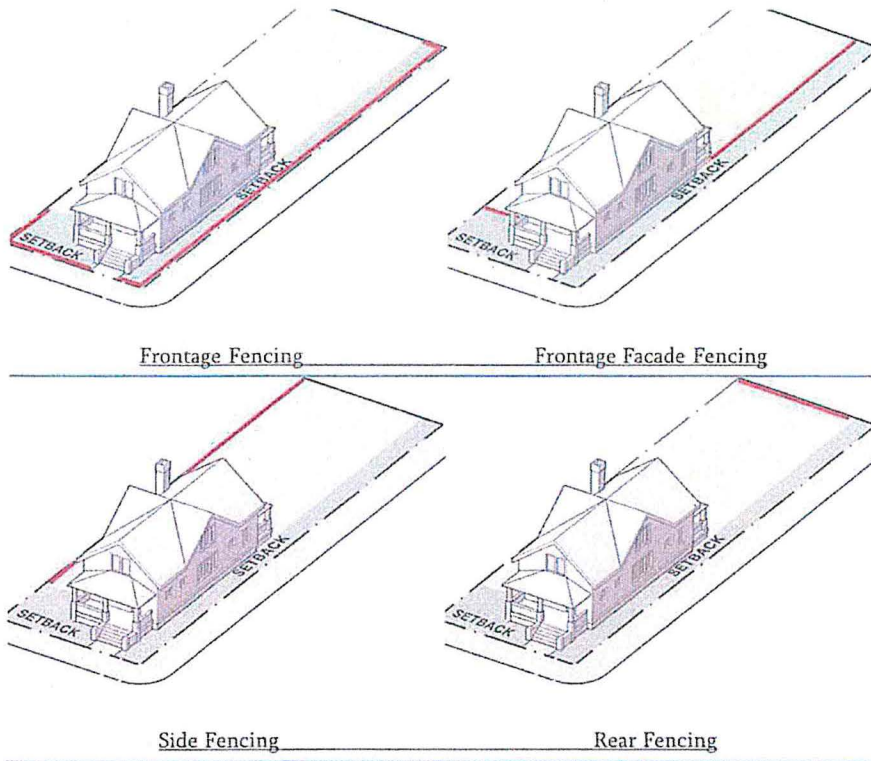 SETBACK
SETBACK
SETBACK
SETBACK
Frontage Fencing
Frontage Facade Fencing
SETBACK
SETBACK
SETBACK
SETBACK
Side Fencing
Rear Fencing